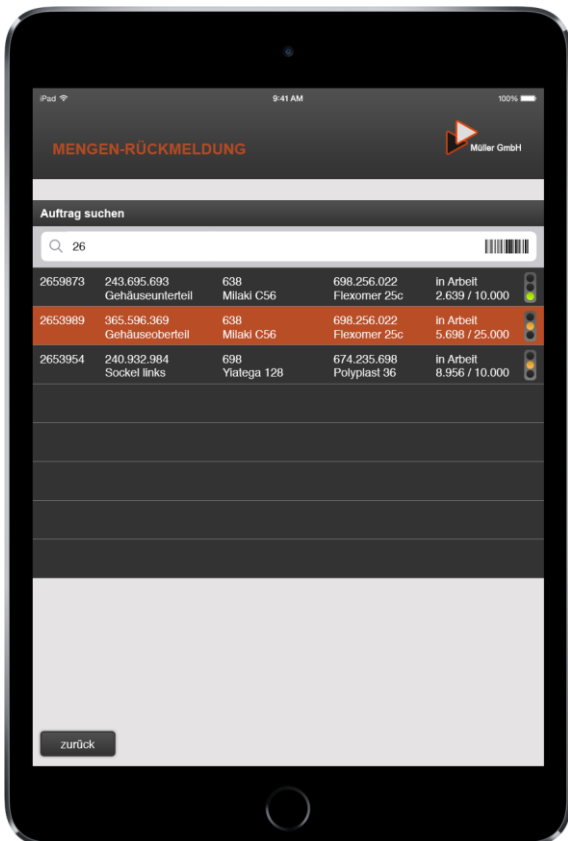 iPad 9:41 AM 100%
MENGEN-RÜCKMELDUNG
Müller GmbH
Auftrag suchen
26
2659873 243.695.693 638 698.256.022 in Arbeit
Gehäuseunterteil Milaki C56 Flexomer 25c 2.639 / 10.000
2653989 365.596.369 638 698.256.022 in Arbeit
Gehäuseoberteil Milaki C56 Flexomer 25c 5.698 / 25.000
2653954 240.932.984 698 674.235.698 in Arbeit
Sockel links Ylatega 128 Polyplast 36 8.956 / 10.000
zurück